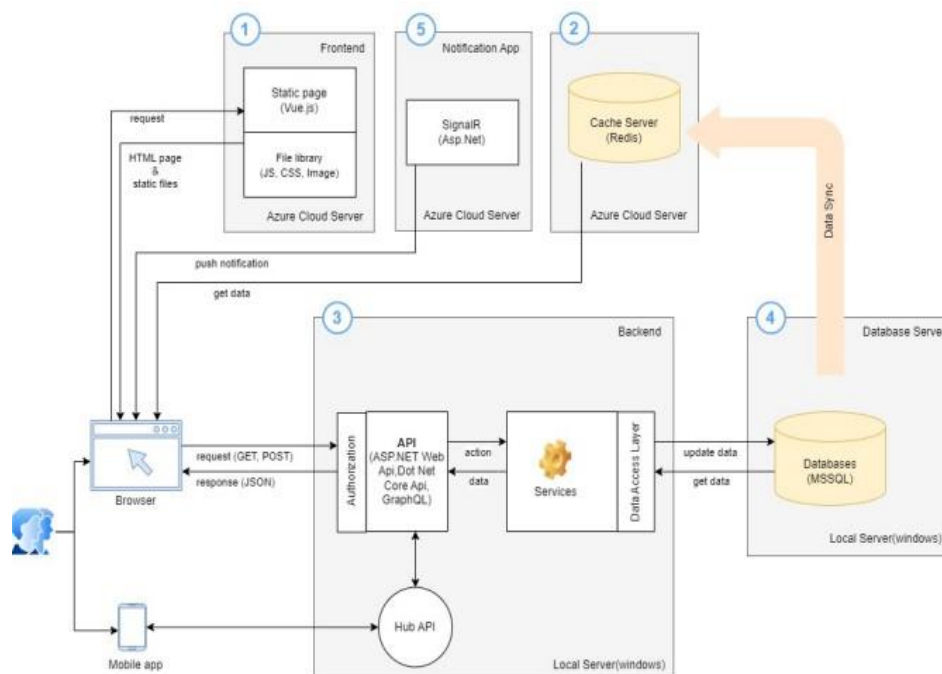 1
Frontend
Static page
(Vue.js)
File library
(JS, CSS, Image)
Azure Cloud Server
5
Notification App
SignalR
(Asp.Net)
Azure Cloud Server
2
Cache Server
(Redis)
Azure Cloud Server
request
HTML page
&
static files
push notification
get data
Data Sync
3
Backend
Authorization
API
(ASP.NET Web
Api,Dot Net
Core Api,
GraphQL)
action
data
Services
Data Access Layer
Hub API
Local Server(windows)
4
Database Server
update data
get data
Databases
(MSSQL)
Local Server(windows)
request (GET, POST)
response (JSON)
Browser
Mobile app